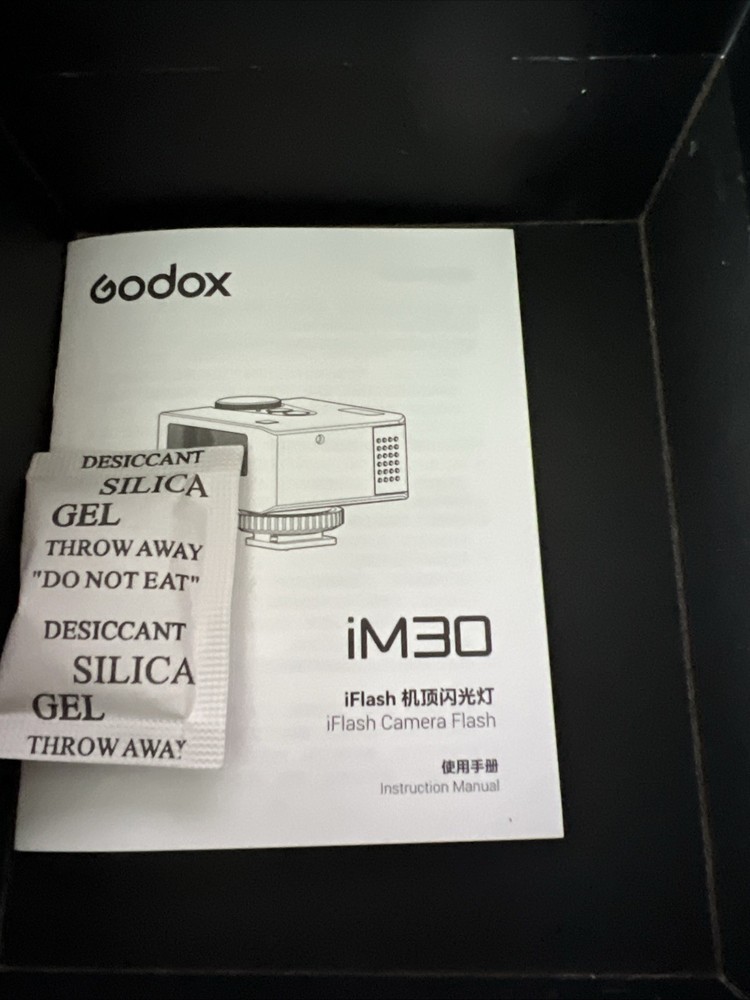 Godox
DESICCANT
SILICA
GEL
THROW AWAY
"DO NOT EAT"
DESICCANT
SILICA
GEL
THROW AWAY
iM30
iFlash 机顶闪光灯
iFlash Camera Flash
使用手册
Instruction Manual